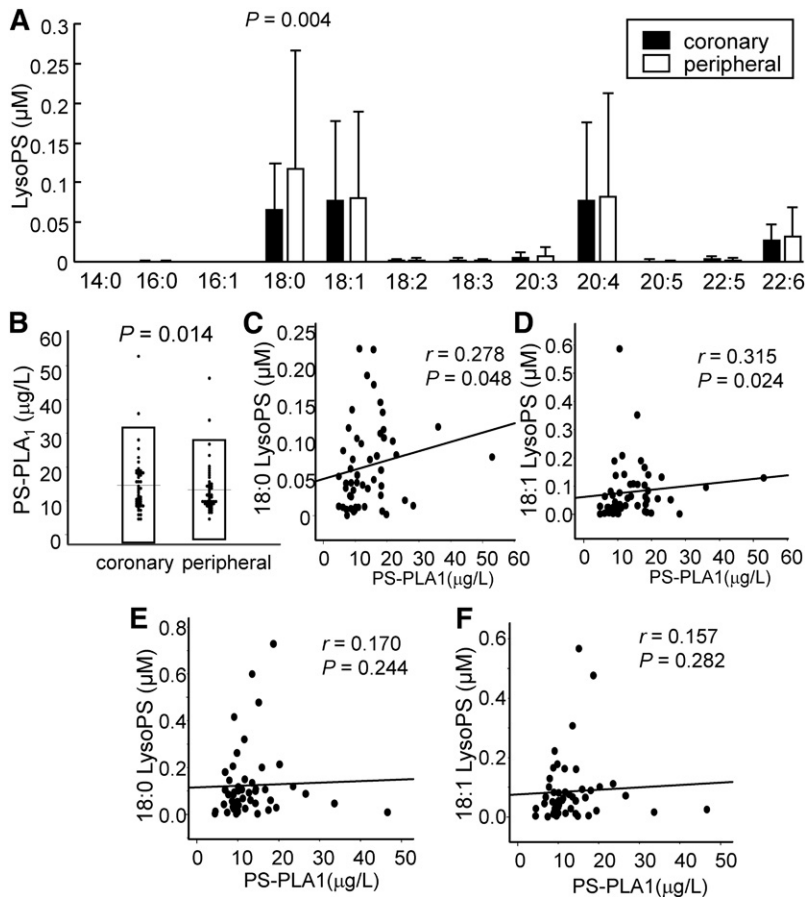 A
P = 0.004
coronary
peripheral
LysoPS (μM)
0.3
0.25
0.2
0.15
0.1
0.05
0
14:0 16:0 16:1 18:0 18:1 18:2 18:3 20:3 20:4 20:5 22:5 22:6
B
P = 0.014
PS-PLA1 (μg/L)
60
50
40
30
20
10
0
coronary peripheral
C
r = 0.278
P = 0.048
18:0 LysoPS (μM)
0.25
0.20
0.15
0.10
0.05
0
0 10 20 30 40 50 60
PS-PLA1(μg/L)
D
r = 0.315
P = 0.024
18:1 LysoPS (μM)
0.6
0.5
0.4
0.3
0.2
0.1
0.0
0 10 20 30 40 50 60
PS-PLA1(μg/L)
E
r = 0.170
P = 0.244
18:0 LysoPS (μM)
0.8
0.6
0.4
0.2
0.0
0 10 20 30 40 50
PS-PLA1(μg/L)
F
r = 0.157
P = 0.282
18:1 LysoPS (μM)
0.6
0.4
0.2
0.0
0 10 20 30 40 50
PS-PLA1(μg/L)